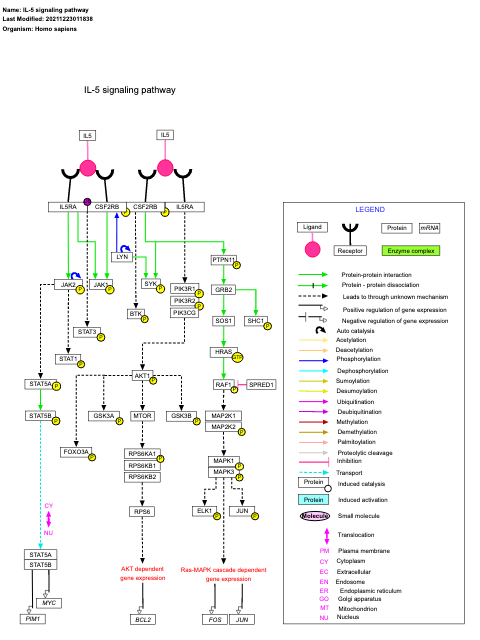 Name: IL-5 signaling pathway
Last Modified: 20211223011838
Organism: Homo sapiens
IL-5 signaling pathway
IL5
IL5
IL5RA
CSF2RB
P
CSF2RB
P
IL5RA
LYN
PTPN11
P
JAK2
P
JAK1
P
SYK
P
PIK3R1
P
PIK3R2
P
PIK3CG
GRB2
BTK
P
SOS1
SHC1
P
STAT3
P
STAT1
P
HRAS
GTP
STAT5A
P
AKT1
P
RAF1
P
SPRED1
STAT5B
P
GSK3A
P
MTOR
GSK3B
P
MAP2K1
MAP2K2
P
FOXO3A
P
RPS6KA1
P
RPS6KB1
RPS6KB2
MAPK1
P
MAPK3
P
CY
NU
RPS6
ELK1
P
JUN
P
STAT5A
STAT5B
AKT dependent
gene expression
Ras-MAPK cascade dependent
gene expression
MYC
PIM1
BCL2
FOS
JUN
LEGEND
Ligand
Receptor
Protein
mRNA
Enzyme complex
Protein-protein interaction
Protein - protein dissociation
Leads to through unknown mechanism
Positive regulation of gene expression
Negative regulation of gene expression
Auto catalysis
Acetylation
Deacetylation
Phosphorylation
Dephosphorylation
Sumoylation
Desumoylation
Ubiquitination
Deubiquitination
Methylation
Demethylation
Palmitoylation
Proteolytic cleavage
Inhibition
Transport
Protein
Induced catalysis
Protein
Induced activation
Molecule
Small molecule
Translocation
PM Plasma membrane
CY Cytoplasm
EC Extracellular
EN Endosome
ER Endoplasmic reticulum
GO Golgi apparatus
MT Mitochondrion
NU Nucleus